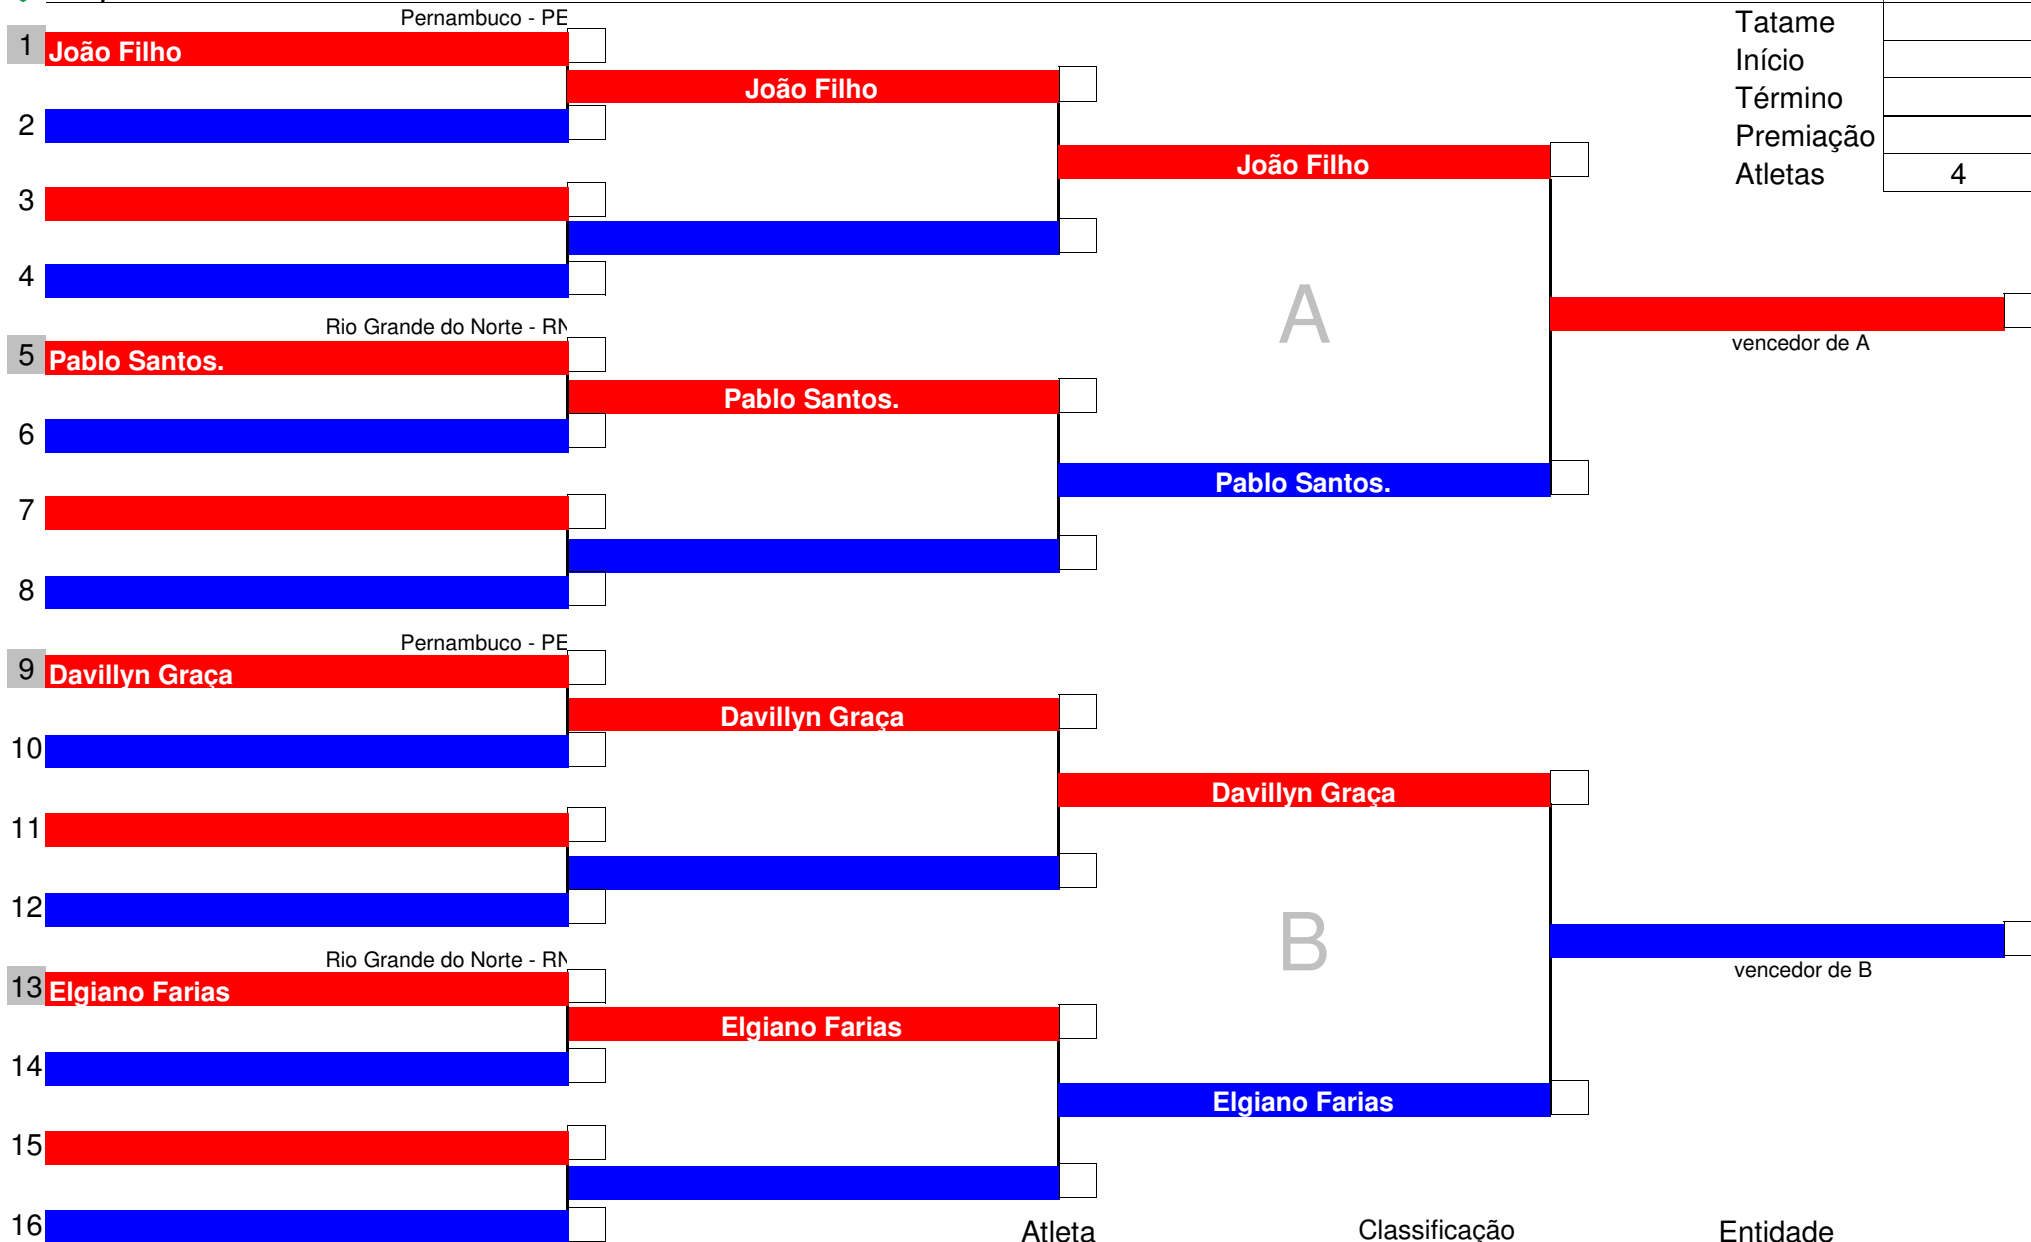 Pernambuco - PE
Tatame
1 João Filho
Início
João Filho
Término
2
Premiação
João Filho
Atletas 4
3
4
A
Rio Grande do Norte - RN
vencedor de A
5 Pablo Santos.
Pablo Santos.
6
Pablo Santos.
7
8
Pernambuco - PE
9 Davillyn Graça
Davillyn Graça
10
Davillyn Graça
11
12
B
Rio Grande do Norte - RN
vencedor de B
13 Elgiano Farias
Elgiano Farias
14
Elgiano Farias
15
16
Atleta Classificação Entidade